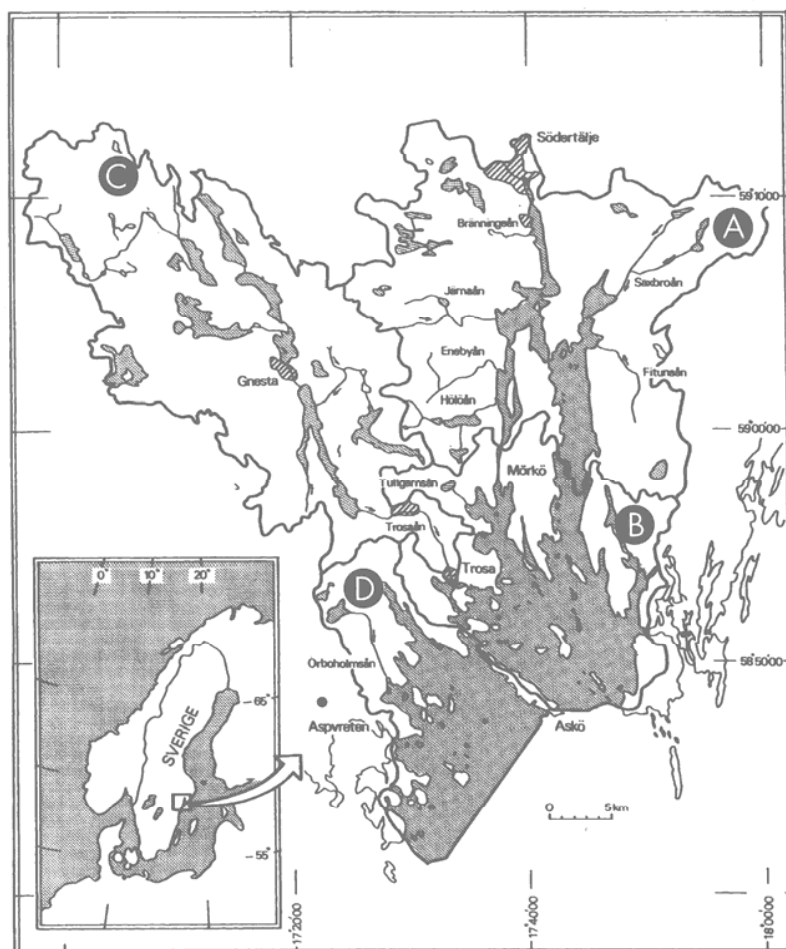 Södertälje
C
59°10'00
Bränningeån
A
Saxbroån
Järnaån
Enebyån
Fitunaån
Gnesta
Hölöån
59°00'00
Mörkö
Tullgarnsån
B
Trosaån
0° 10° 20°
D
Trosa
58°50'00
Örboholmsån
65°
Aspvreten
Askö
SVERIGE
0 5km
55°
17°20'00
17°40'00
18°00'00